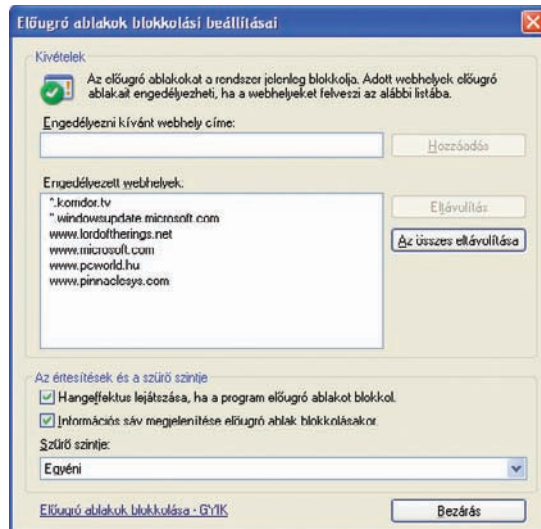 Előugró ablakok blokkolási beállításai
Kivételek
Az előugró ablakokat a rendszer jelenleg blokkolja. Adott webhelyek előugró
ablakait engedélyezheti, ha a webhelyeket felveszi az alábbi listába.
Engedélyezni kívánt webhely címe:
Hozzáadás
Engedélyezett webhelyek:
*.komdor.tv
*.windowsupdate.microsoft.com
www.lordoftherings.net
www.microsoft.com
www.pcworld.hu
www.pinnaclesys.com
Eltávolítás
Az összes eltávolítása
Az értesítések és a szűrő szintje
Hangeffektus lejátszása, ha a program előugró ablakot blokkol.
Információs sáv megjelenítése előugró ablak blokkolásakor.
Szűrő szintje:
Egyéni
Előugró ablakok blokkolása - GYIK
Bezárás